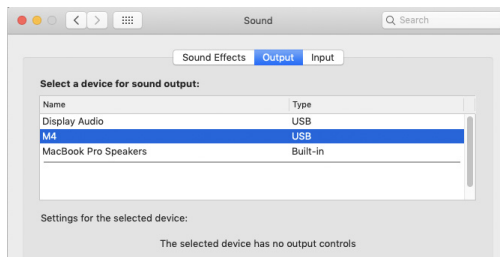 Sound
Search
Sound Effects Output Input
Select a device for sound output:
Name Type
Display Audio USB
M4 USB
MacBook Pro Speakers Built-in
Settings for the selected device:
The selected device has no output controls